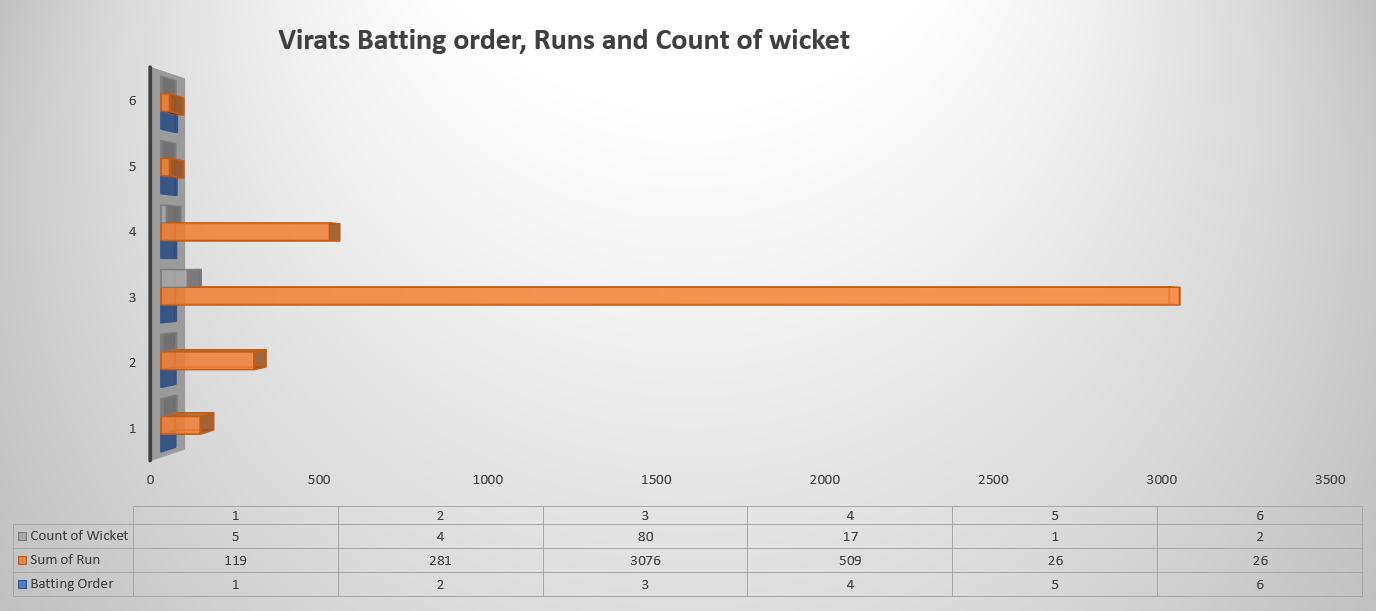 Virats Batting order, Runs and Count of wicket
6
5
4
3
2
1
0 500 1000 1500 2000 2500 3000 3500
1 2 3 4 5 6
Count of Wicket 5 4 80 17 1 2
Sum of Run 119 281 3076 509 26 26
Batting Order 1 2 3 4 5 6